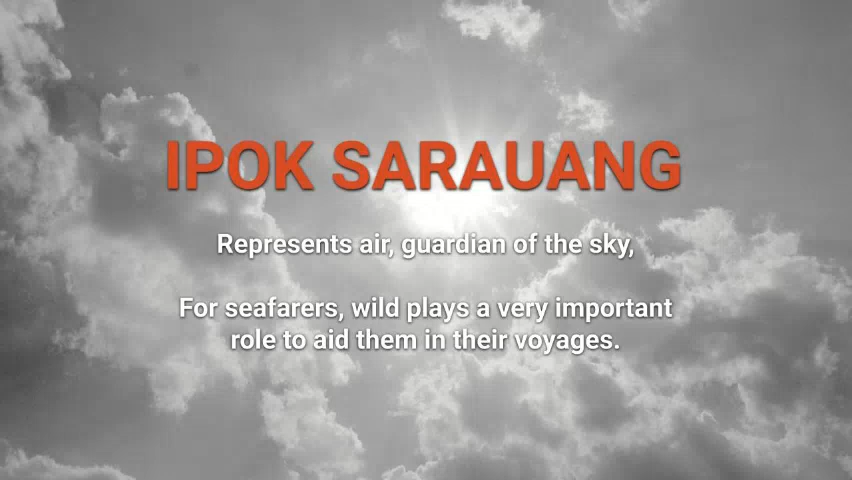 IPOK SARAUANG
Represents air, guardian of the sky,
For seafarers, wild plays a very important
role to aid them in their voyages.